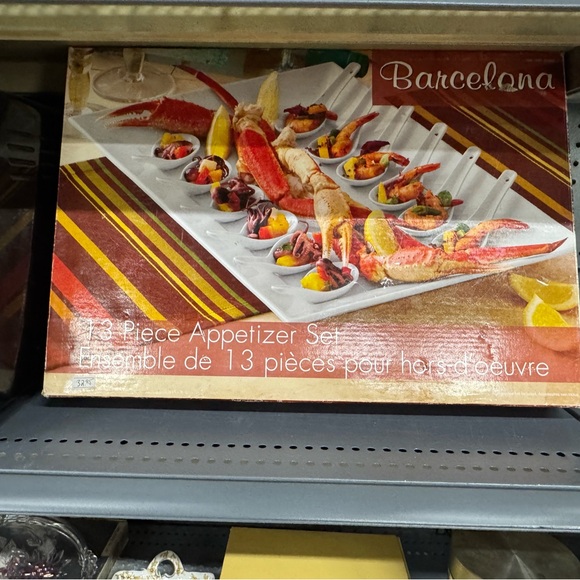 Barcelona
13 Piece Appetizer Set
Ensemble de 13 pièces pour hors-d'oeuvre